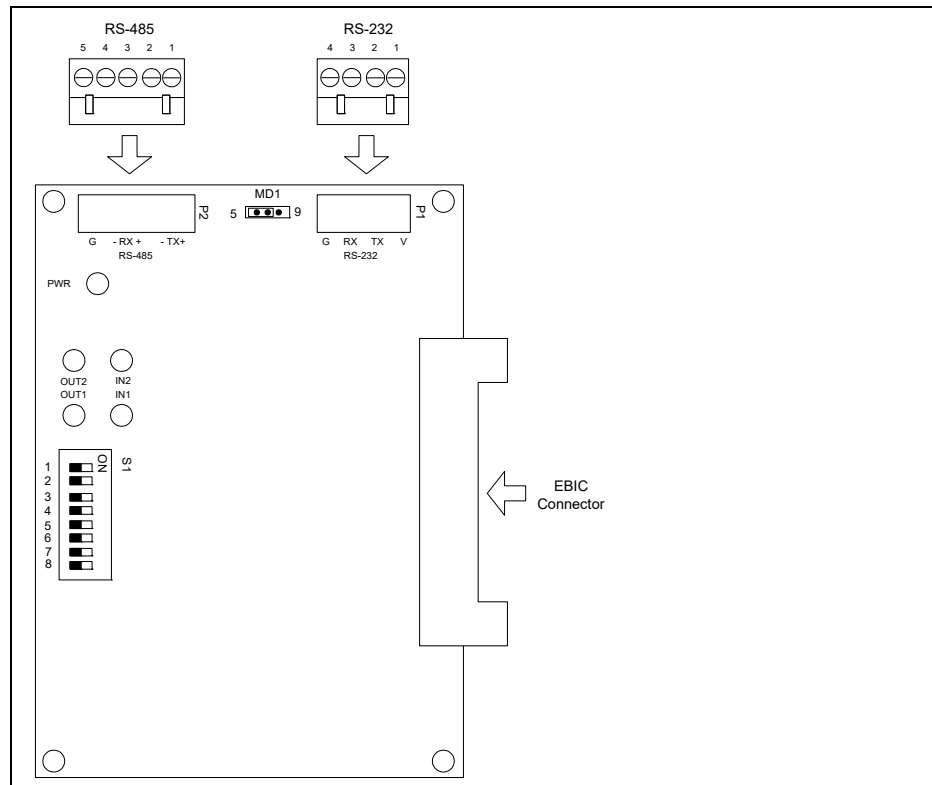 RS-485
RS-232
5 4 3 2 1
4 3 2 1
MD1
5 9
P2
P1
G - RX + - TX+
RS-485
G RX TX V
RS-232
PWR
OUT2 IN2
OUT1 IN1
ON
S1
1
2
3
4
5
6
7
8
EBIC
Connector